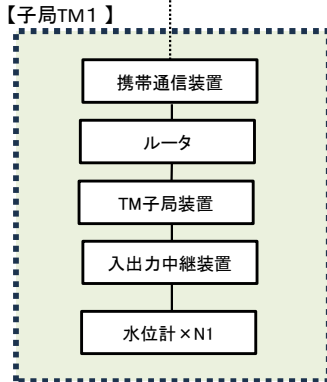 【子局TM1 】
携帯通信装置
ルータ
TM子局装置
入出力中継装置
水位計×N1